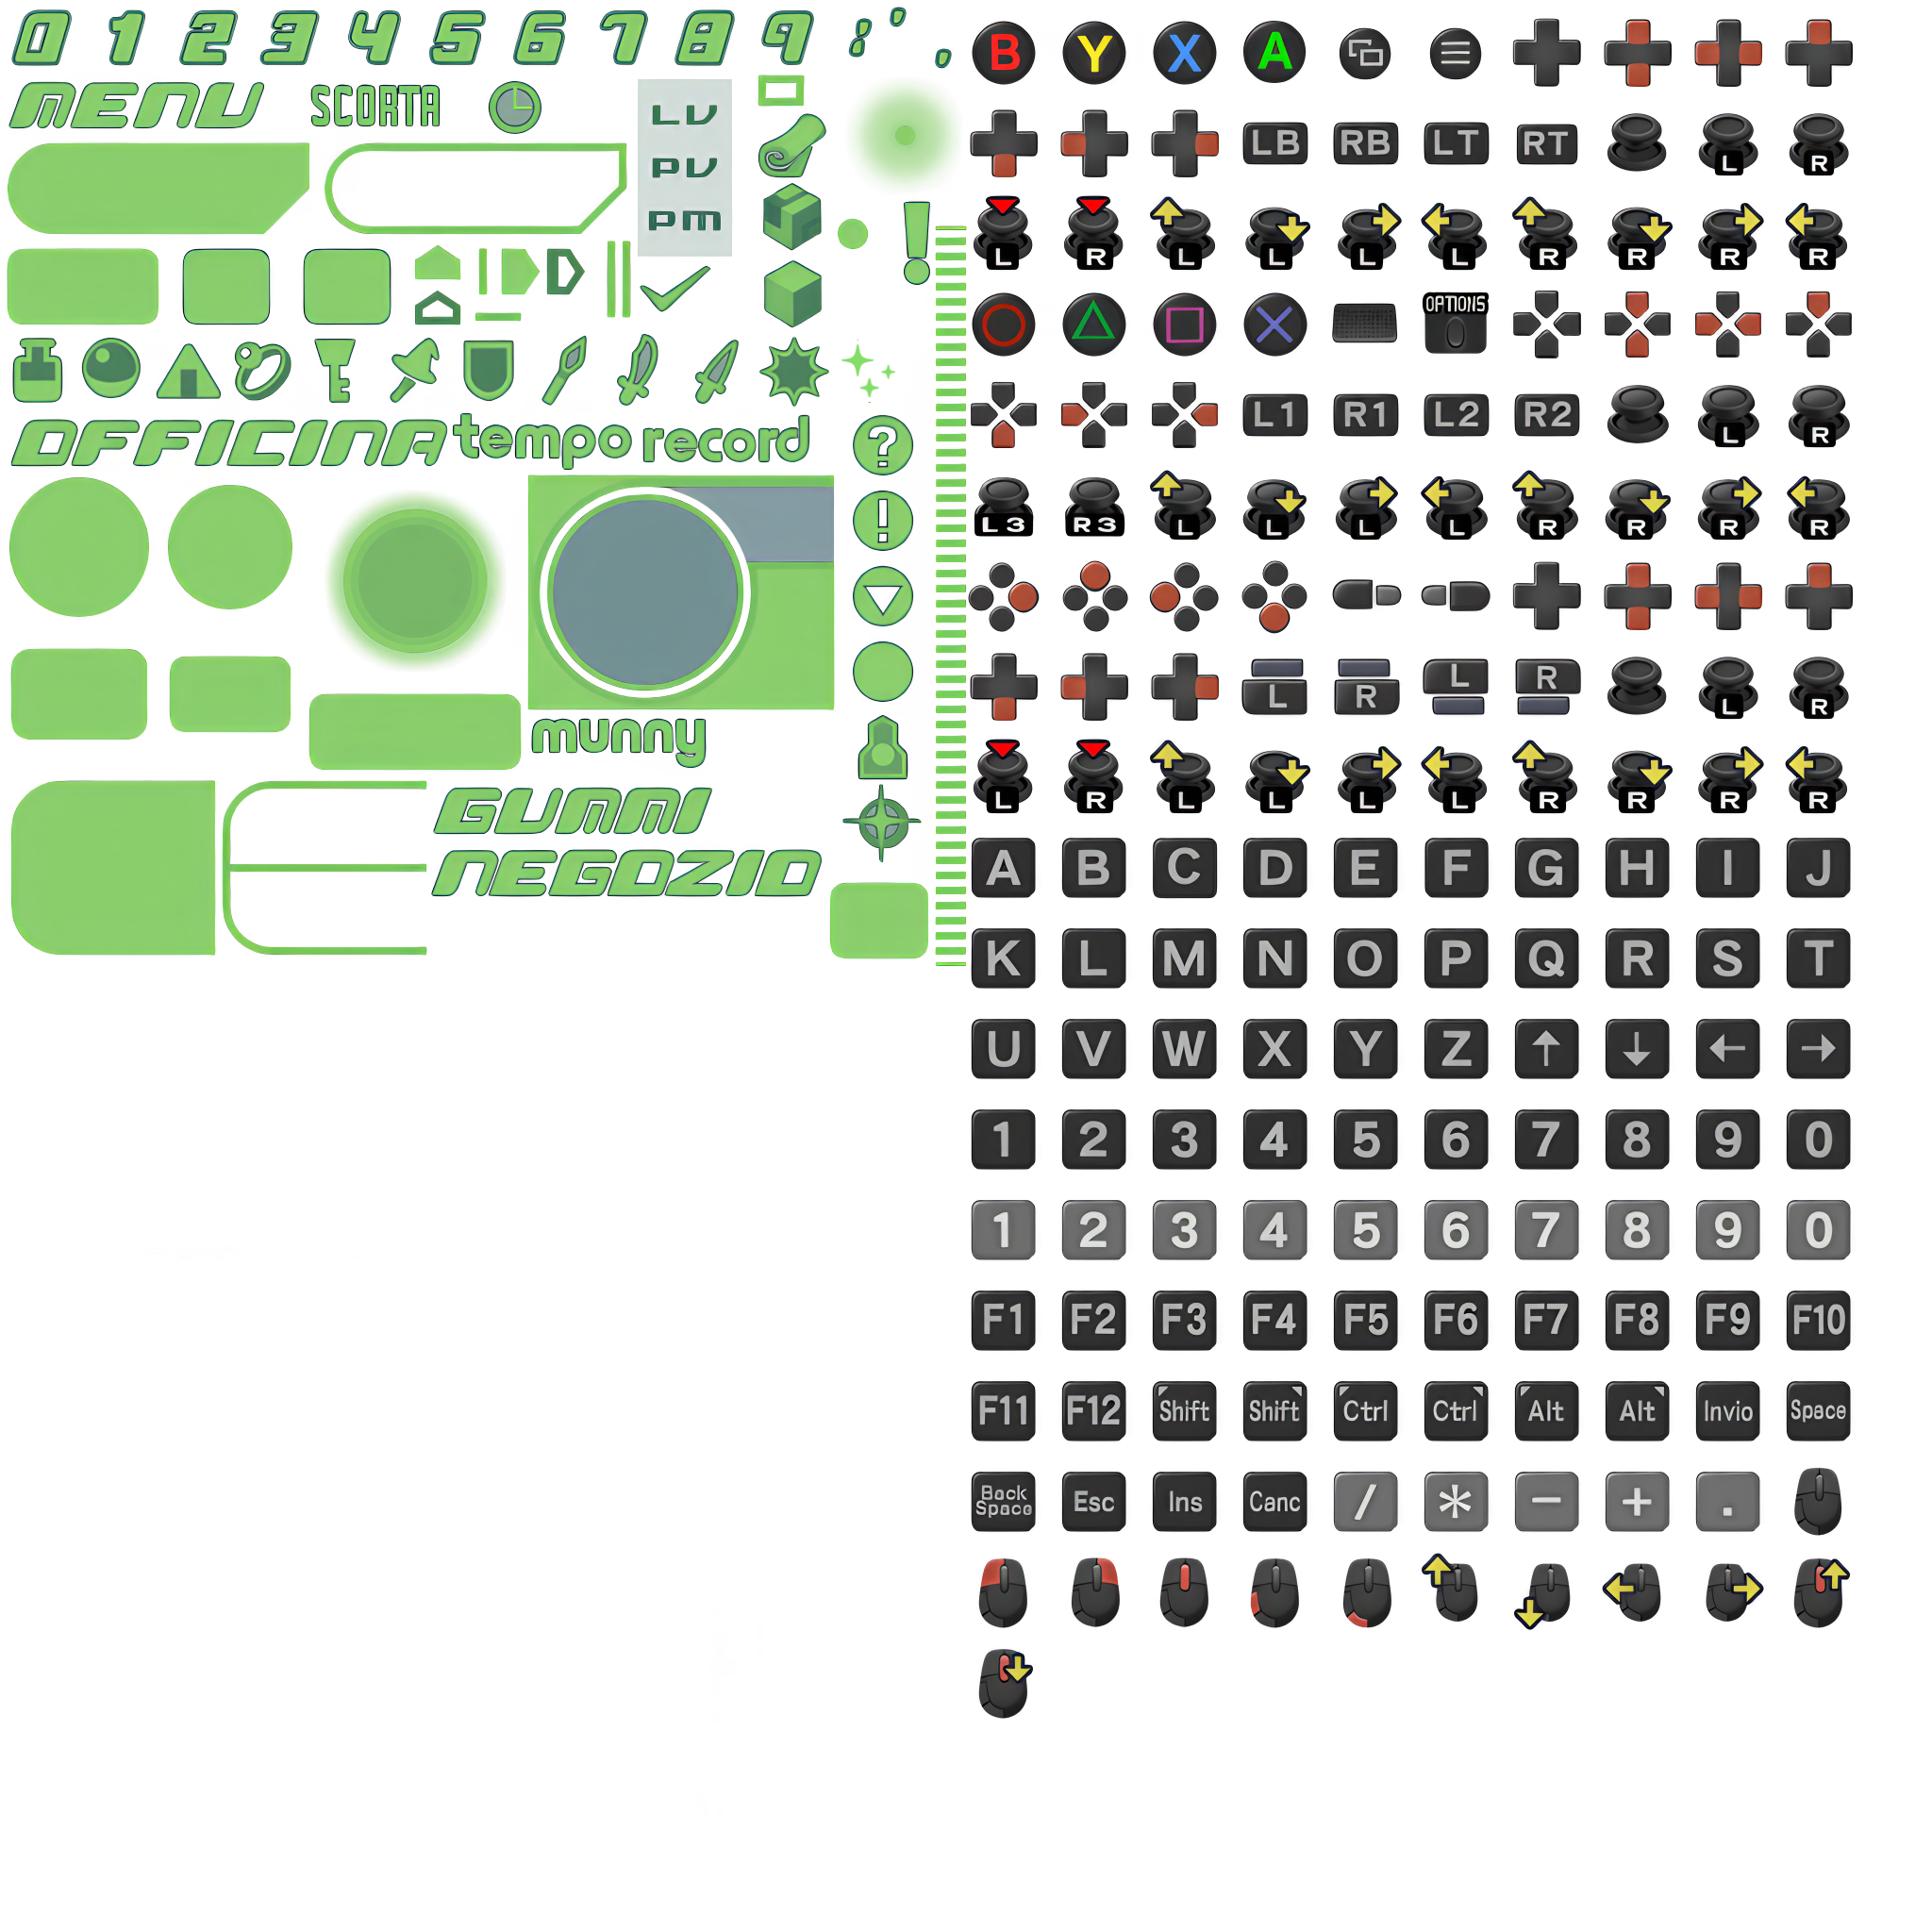 0 1 2 3 4 5 6 7 8 9 : ' ,
MENU SCORTA
LV
PV
PM
!
OFFICINA tempo record
?
!
munny
GUMMI
NEGOZIO
B Y X A
LB RB LT RT L R
L R L L L L R R R R
OPTIONS
L1 R1 L2 R2 L R
L3 R3 L L L L R R R R
L R L R L R
L R L L L L R R R R
A B C D E F G H I J
K L M N O P Q R S T
U V W X Y Z ↑ ↓ ← →
1 2 3 4 5 6 7 8 9 0
1 2 3 4 5 6 7 8 9 0
F1 F2 F3 F4 F5 F6 F7 F8 F9 F10
F11 F12 Shift Shift Ctrl Ctrl Alt Alt Invio Space
Back Space Esc Ins Canc / * - + .